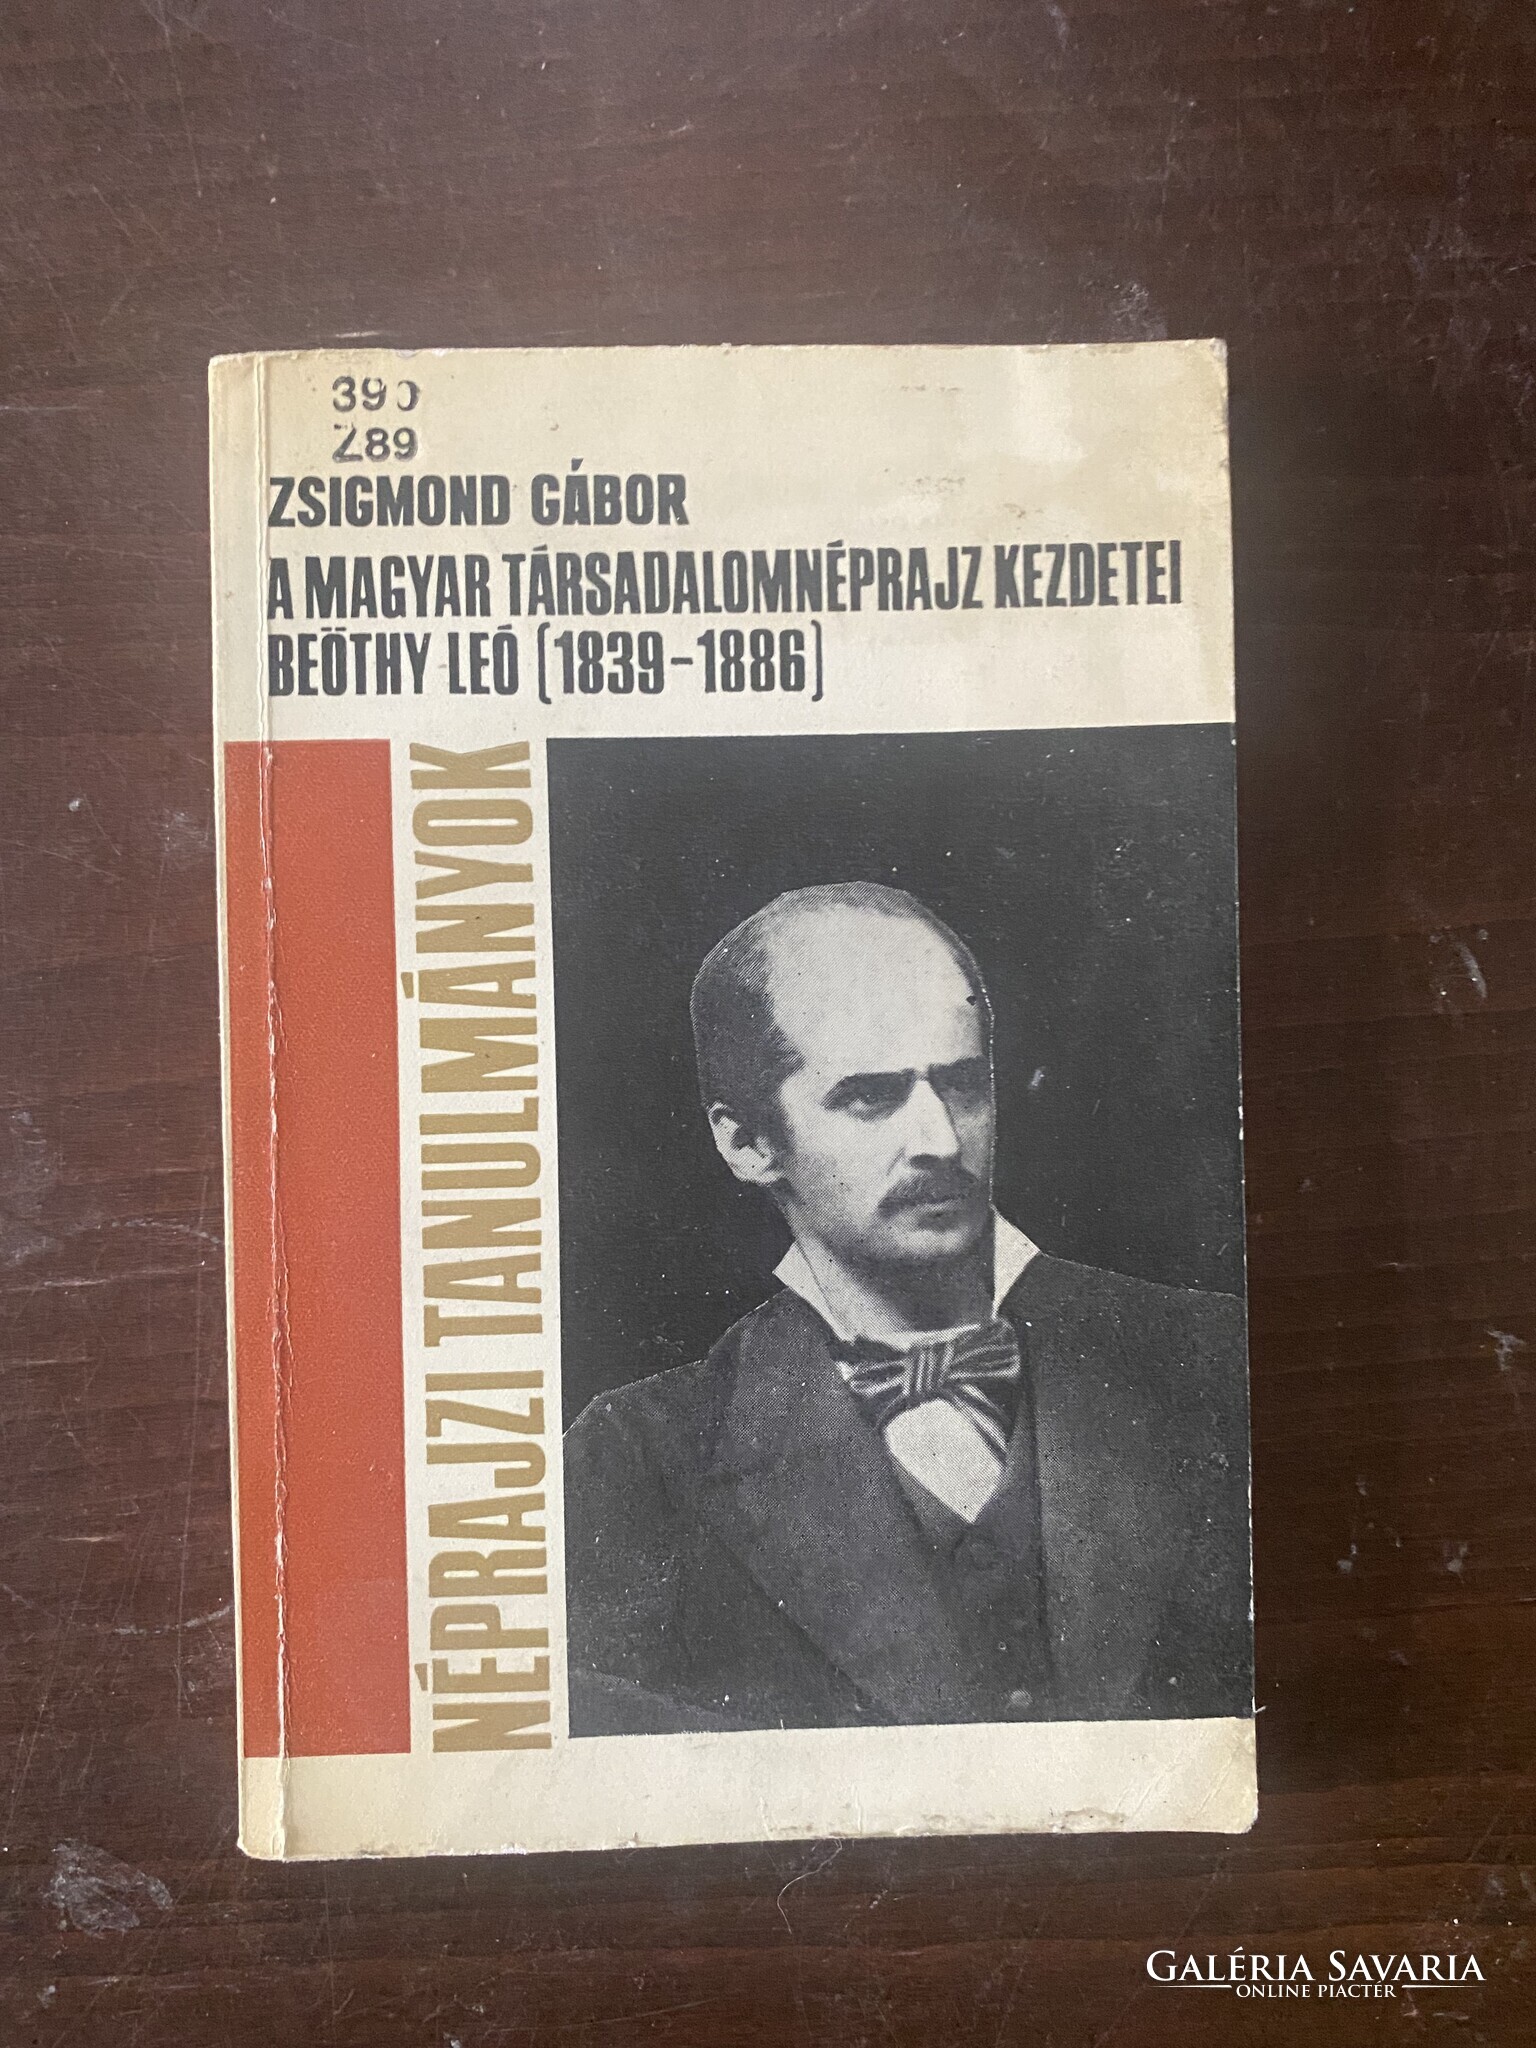 390
Z89
ZSIGMOND GÁBOR
A MAGYAR TÁRSADALOMNÉPRAJZ KEZDETEI
BEÖTHY LEÓ (1839-1886)
NÉPRAJZI TANULMÁNYOK
GALÉRIA SAVARIA
ONLINE PIACTÉR